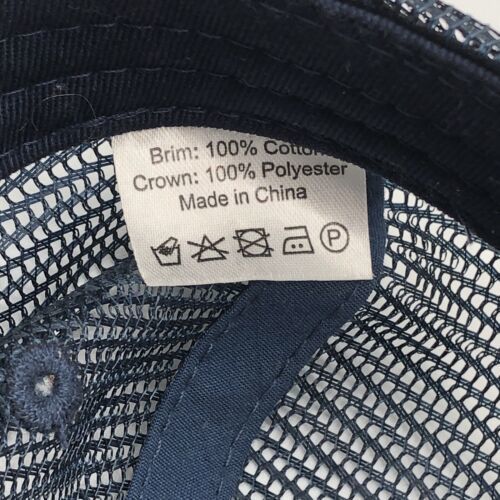 Brim: 100% Cotton
Crown: 100% Polyester
Made in China
P